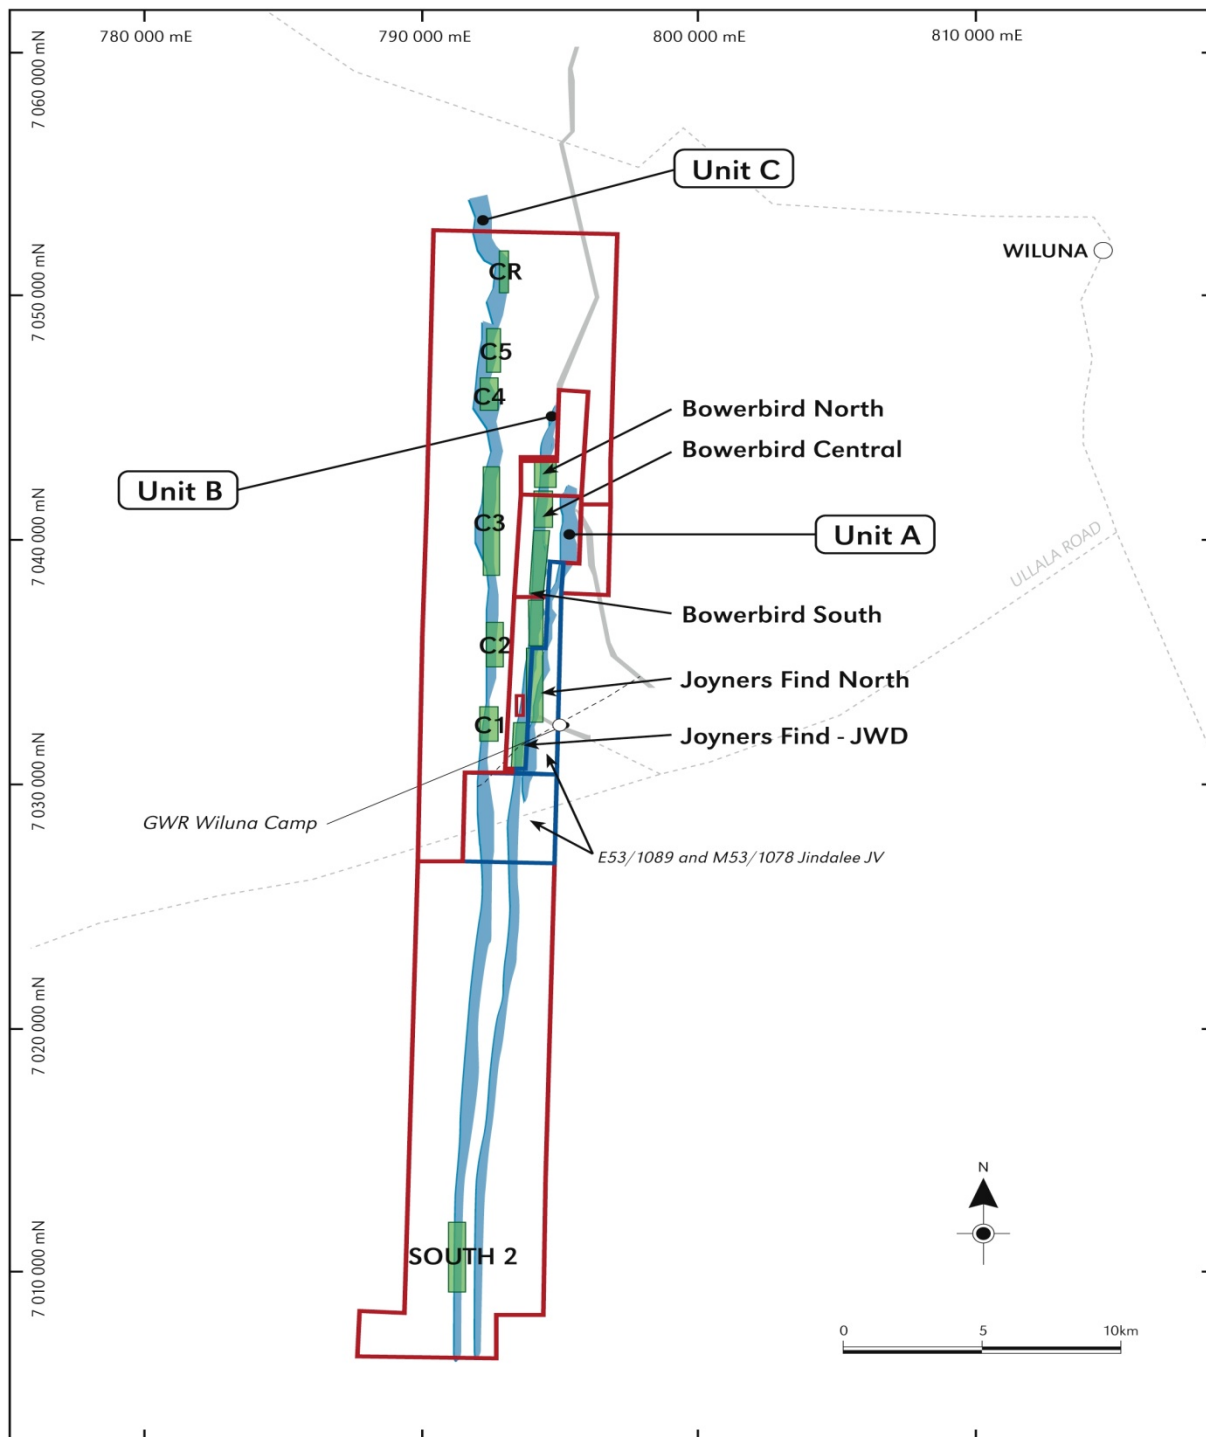 780 000 mE
790 000 mE
800 000 mE
810 000 mE
7 060 000 mN
Unit C
WILUNA
CR
7 050 000 mN
C5
C4
Bowerbird North
Bowerbird Central
Unit B
C3
Unit A
7 040 000 mN
ULLALA ROAD
Bowerbird South
C2
Joyners Find North
C1
Joyners Find - JWD
7 030 000 mN
GWR Wiluna Camp
E53/1089 and M53/1078 Jindalee JV
7 020 000 mN
N
SOUTH 2
7 010 000 mN
0
5
10km